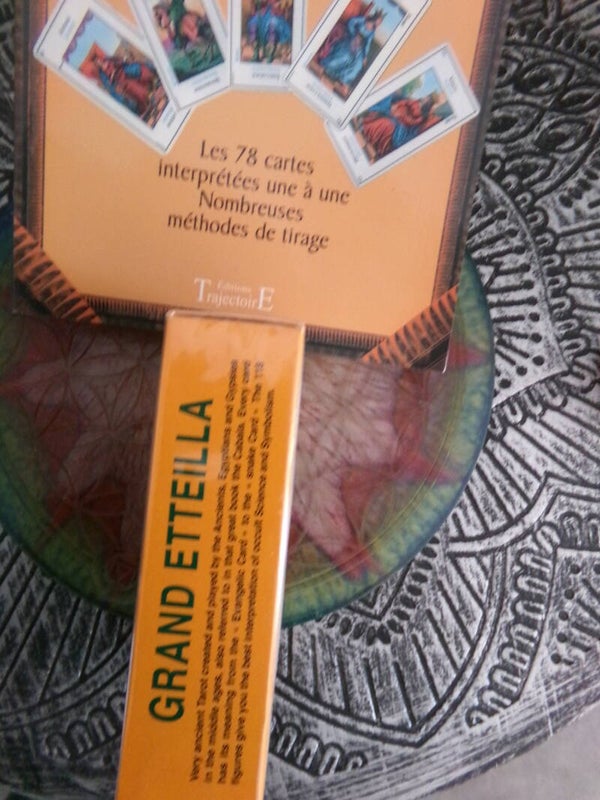 Les 78 cartes
interprétées une à une
Nombreuses
méthodes de tirage
Éditions
TrajectoirE
GRAND ETTEILLA
Very ancient Tarot created and played by the Ancients, Egyptians and Gypsies
in the middle ages, also referred to in that great book the Cabala. Every card
has its meaning from the « Evangelic Card » to the « snake Card » The 118
figures give you the best interpretation of occult Science and Symbolism.